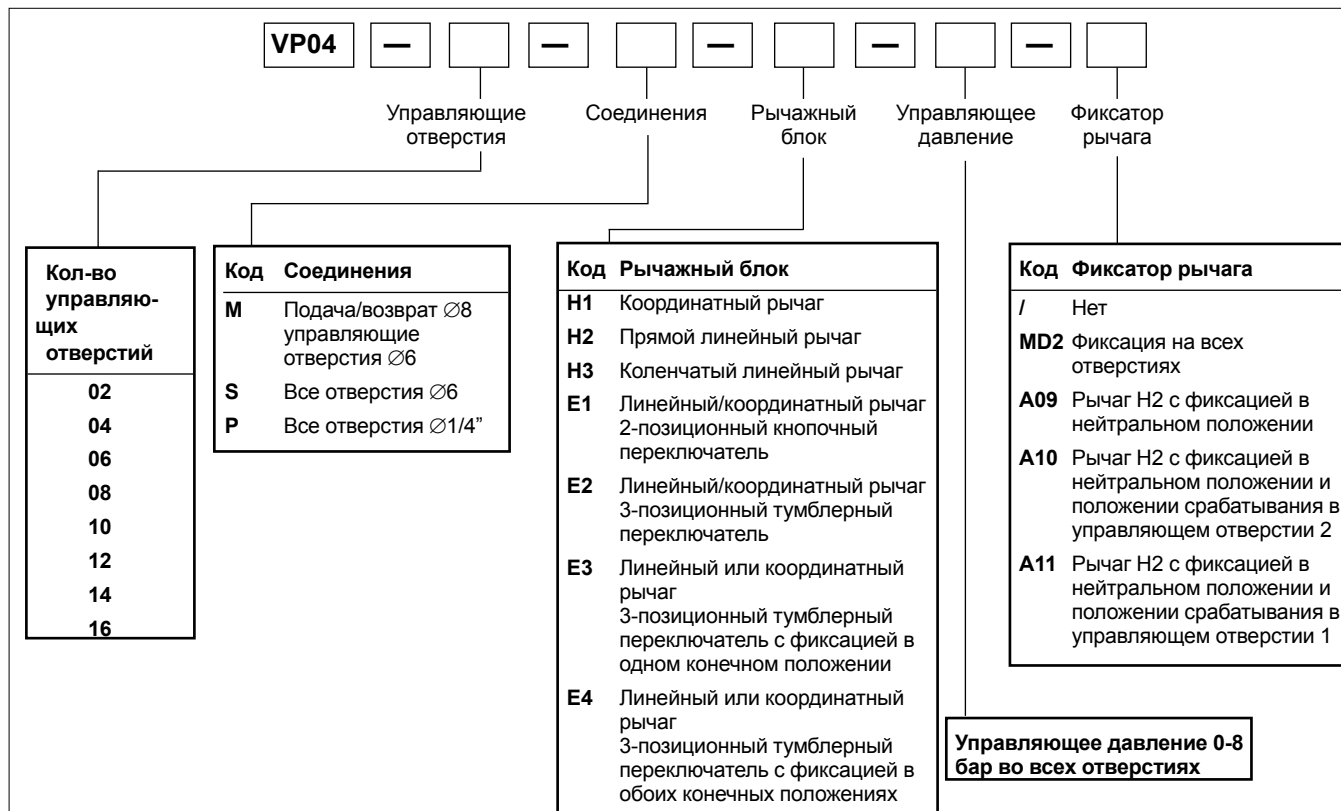 VP04 — — — — —
Управляющие
отверстия
Соединения
Рычажный
блок
Управляющее
давление
Фиксатор
рычага
Кол-во
управляю-
щих
отверстий
02
04
06
08
10
12
14
16
Код Соединения
M Подача/возврат ∅8
управляющие
отверстия ∅6
S Все отверстия ∅6
P Все отверстия ∅1/4”
Код Рычажный блок
H1 Координатный рычаг
H2 Прямой линейный рычаг
H3 Коленчатый линейный рычаг
E1 Линейный/координатный рычаг
2-позиционный кнопочный
переключатель
E2 Линейный/координатный рычаг
3-позиционный тумблерный
переключатель
E3 Линейный или координатный
рычаг
3-позиционный тумблерный
переключатель с фиксацией в
одном конечном положении
E4 Линейный или координатный
рычаг
3-позиционный тумблерный
переключатель с фиксацией в
обоих конечных положениях
Управляющее давление 0-8
бар во всех отверстиях
Код Фиксатор рычага
/ Нет
MD2 Фиксация на всех
отверстиях
A09 Рычаг H2 с фиксацией в
нейтральном положении
A10 Рычаг H2 с фиксацией в
нейтральном положении и
положении срабатывания в
управляющем отверстии 2
A11 Рычаг H2 с фиксацией в
нейтральном положении и
положении срабатывания в
управляющем отверстии 1